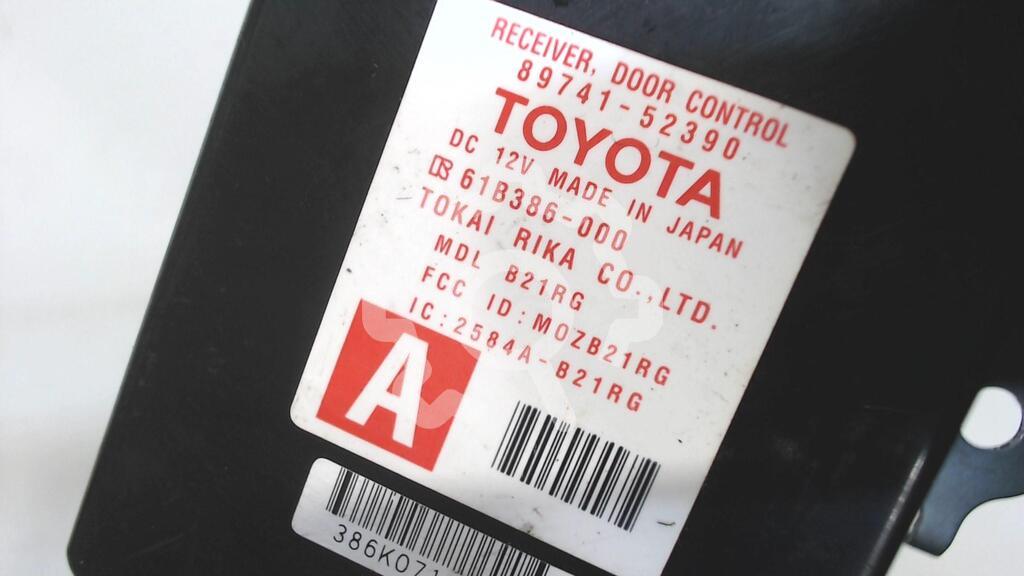 RECEIVER, DOOR CONTROL
89741-52390
TOYOTA
DC 12V MADE IN JAPAN
61B386-000
TOKAI RIKA CO.,LTD.
MDL B21RG
FCC ID:MOZB21RG
IC:2584A-B21RG
A